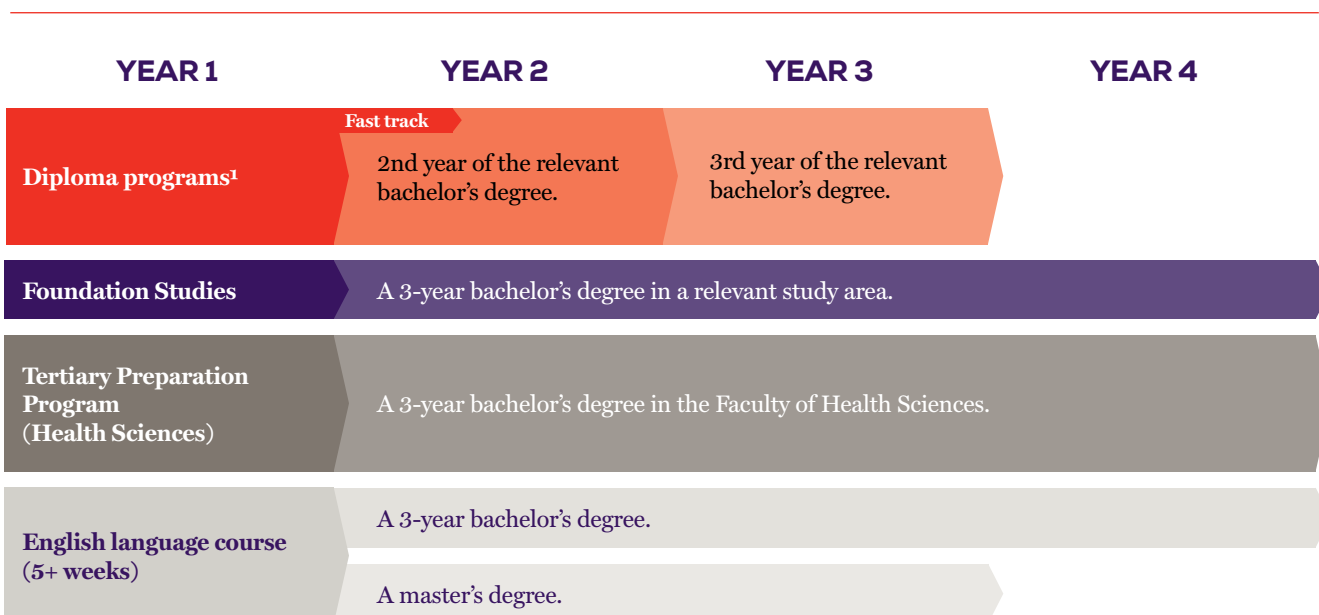 YEAR 1 YEAR 2 YEAR 3 YEAR 4
Fast track
Diploma programs¹
2nd year of the relevant
bachelor’s degree.
3rd year of the relevant
bachelor’s degree.
Foundation Studies
A 3-year bachelor’s degree in a relevant study area.
Tertiary Preparation
Program
(Health Sciences)
A 3-year bachelor’s degree in the Faculty of Health Sciences.
English language course
(5+ weeks)
A 3-year bachelor’s degree.
A master’s degree.